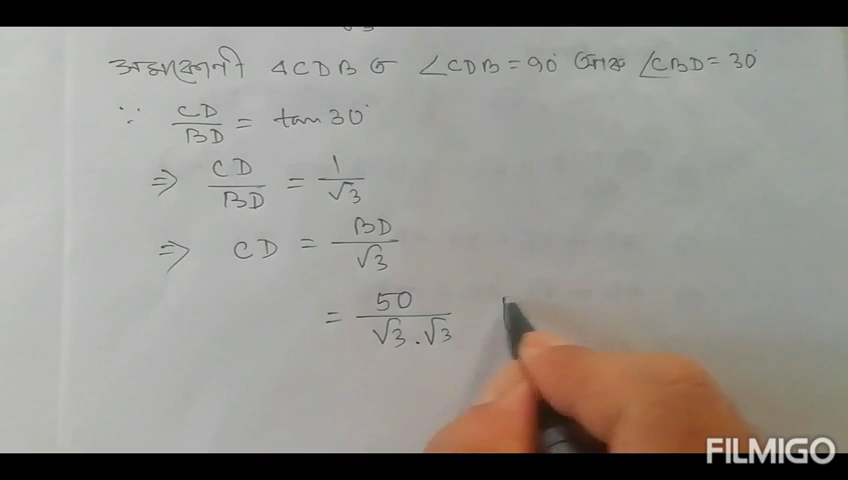 √3
সমকোণী ΔCDB ত ∠CDB = 90° আৰু ∠CBD = 30°
∵ CD/BD = tan 30°
⇒ CD/BD = 1/√3
⇒ CD = BD/√3
= 50/√3.√3
FILMIGO